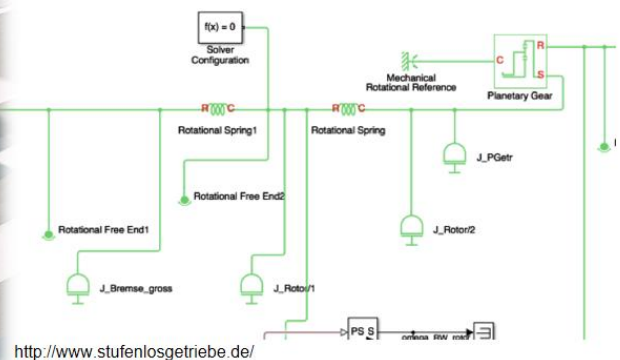 f(x) = 0
Solver
Configuration
R
C
S
Mechanical
Rotational Reference
Planetary Gear
R C
R C
Rotational Spring1
Rotational Spring
J_PGetr
Rotational Free End2
Rotational Free End1
J_Rotor/2
J_Bremse_gross
J_Rotor/1
PS S
omega_RW_rotor
http://www.stufenlosgetriebe.de/